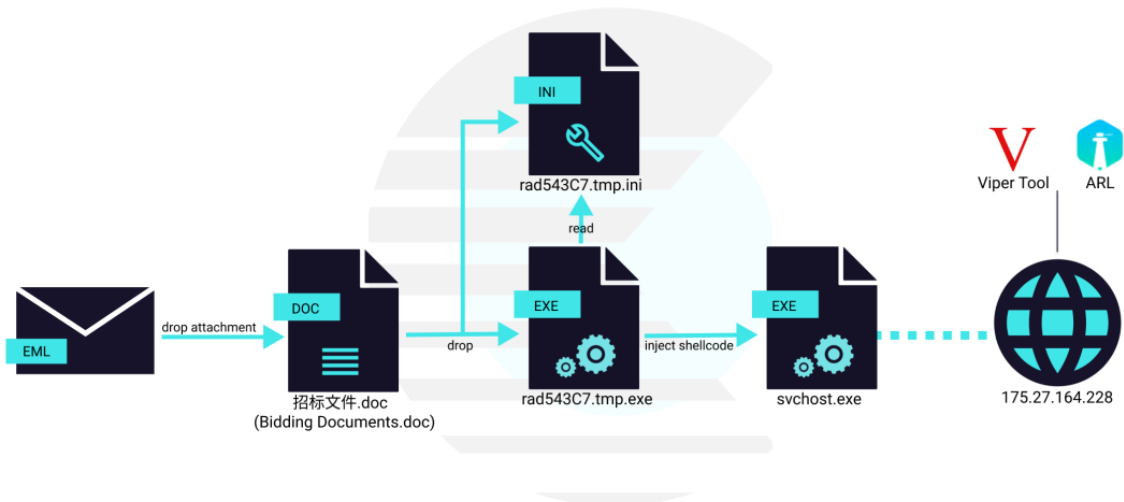 INI
rad543C7.tmp.ini
read
V
Viper Tool
ARL
EML
drop attachment
DOC
招标文件.doc
(Bidding Documents.doc)
drop
EXE
rad543C7.tmp.exe
inject shellcode
EXE
svchost.exe
175.27.164.228